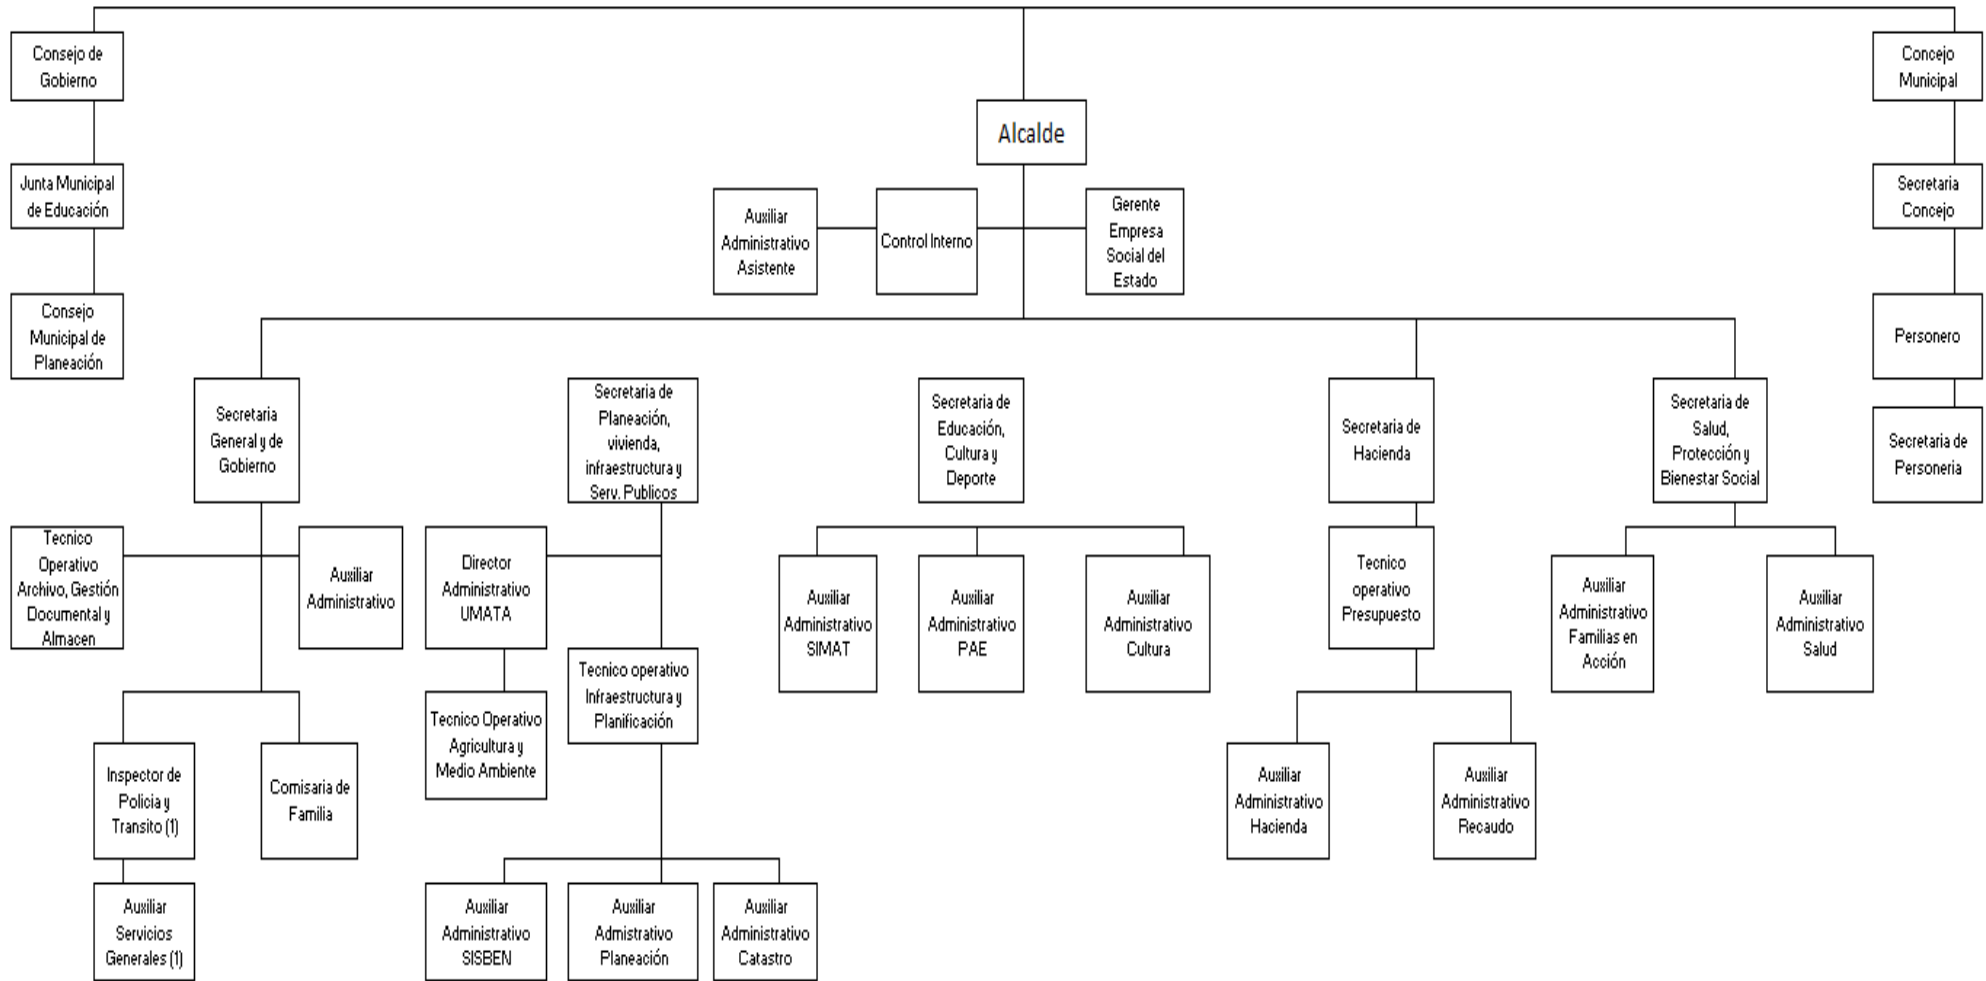 Consejo de
Gobierno
Concejo
Municipal
Alcalde
Junta Municipal
de Educación
Auxiliar
Administrativo
Asistente
Control Interno
Gerente
Empresa
Social del
Estado
Secretaria
Concejo
Consejo
Municipal de
Planeación
Personero
Secretaria
General y de
Gobierno
Secretaria de
Planeación,
vivienda,
infraestructura y
Serv. Publicos
Secretaria de
Educación,
Cultura y
Deporte
Secretaria de
Hacienda
Secretaria de
Salud,
Protección y
Bienestar Social
Secretaria de
Personeria
Tecnico
Operativo
Archivo, Gestión
Documental y
Almacen
Auxiliar
Administrativo
Director
Administrativo
UMATA
Tecnico operativo
Infraestructura y
Planificación
Auxiliar
Administrativo
SIMAT
Auxiliar
Administrativo
PAE
Auxiliar
Administrativo
Cultura
Tecnico
operativo
Presupuesto
Auxiliar
Administrativo
Familias en
Acción
Auxiliar
Administrativo
Salud
Inspector de
Policia y
Transito (1)
Comisaria de
Familia
Tecnico Operativo
Agricultura y
Medio Ambiente
Auxiliar
Administrativo
Hacienda
Auxiliar
Administrativo
Recaudo
Auxiliar
Servicios
Generales (1)
Auxiliar
Administrativo
SISBEN
Auxiliar
Admistrativo
Planeación
Auxiliar
Administrativo
Catastro